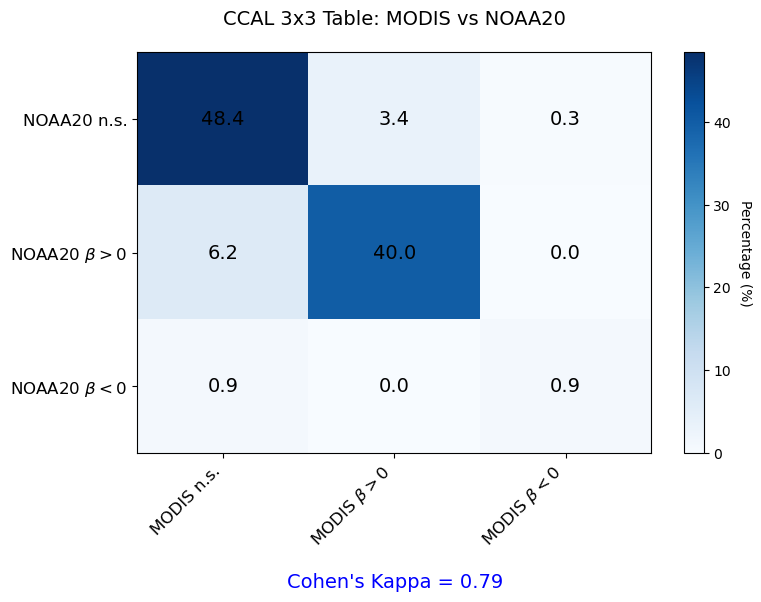 CCAL 3x3 Table: MODIS vs NOAA20
NOAA20 n.s.
48.4 3.4 0.3
NOAA20 β > 0
6.2 40.0 0.0
NOAA20 β < 0
0.9 0.0 0.9
MODIS n.s.
MODIS β > 0
MODIS β < 0
40
30
20
10
0
Percentage (%)
Cohen's Kappa = 0.79